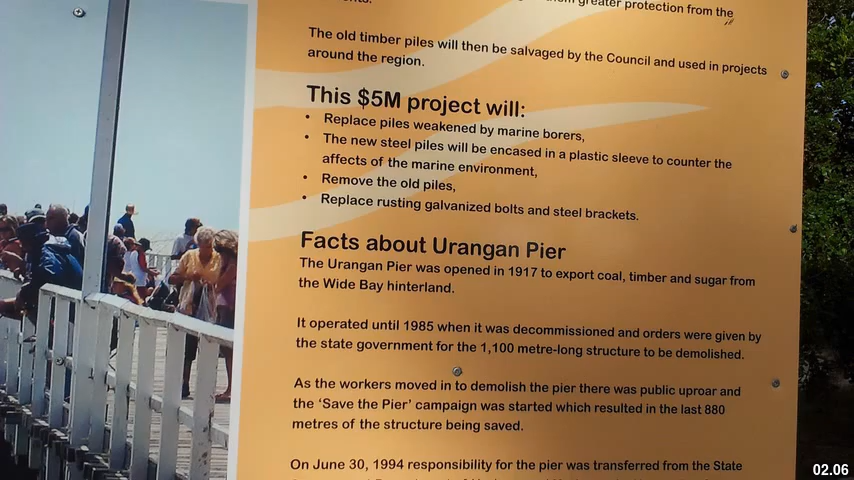 greater protection from the
The old timber piles will then be salvaged by the Council and used in projects
around the region.
This $5M project will:
• Replace piles weakened by marine borers,
• The new steel piles will be encased in a plastic sleeve to counter the
affects of the marine environment,
• Remove the old piles,
• Replace rusting galvanized bolts and steel brackets.
Facts about Urangan Pier
The Urangan Pier was opened in 1917 to export coal, timber and sugar from
the Wide Bay hinterland.
It operated until 1985 when it was decommissioned and orders were given by
the state government for the 1,100 metre-long structure to be demolished.
As the workers moved in to demolish the pier there was public uproar and
the ‘Save the Pier’ campaign was started which resulted in the last 880
metres of the structure being saved.
On June 30, 1994 responsibility for the pier was transferred from the State
02.06